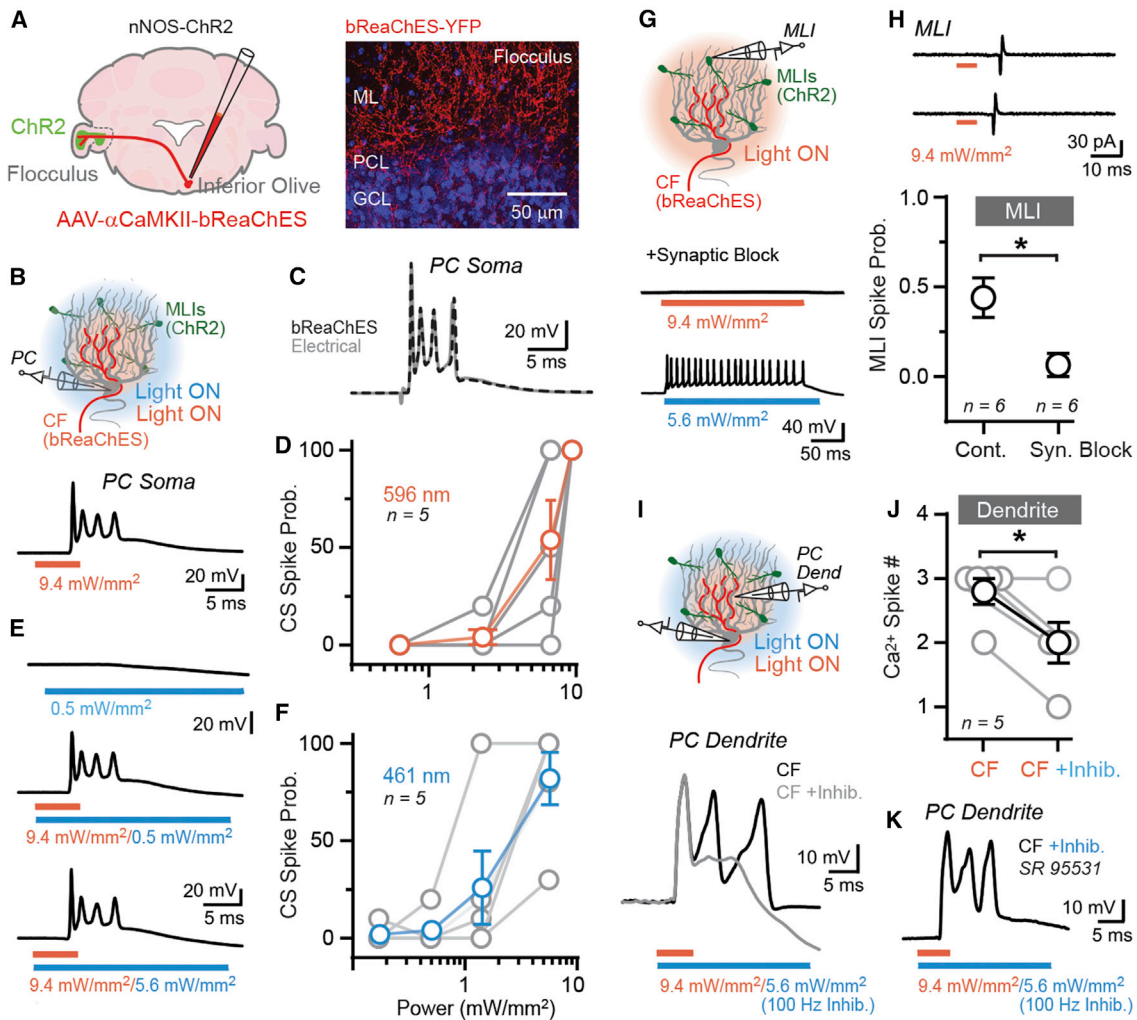 A
nNOS-ChR2
ChR2
Flocculus
Inferior Olive
AAV-αCaMKII-bReaChES
bReaChES-YFP
Flocculus
ML
PCL
GCL
50 μm
B
MLIs
(ChR2)
PC
Light ON
Light ON
CF
(bReaChES)
PC Soma
9.4 mW/mm²
20 mV
5 ms
C
PC Soma
bReaChES
Electrical
20 mV
5 ms
D
CS Spike Prob.
100
50
0
596 nm
n = 5
1
10
E
0.5 mW/mm²
20 mV
9.4 mW/mm²/0.5 mW/mm²
20 mV
5 ms
9.4 mW/mm²/5.6 mW/mm²
F
CS Spike Prob.
100
50
0
461 nm
n = 5
1
10
Power (mW/mm²)
G
MLI
MLIs
(ChR2)
Light ON
CF
(bReaChES)
+Synaptic Block
9.4 mW/mm²
5.6 mW/mm²
40 mV
50 ms
H
MLI
9.4 mW/mm²
30 pA
10 ms
MLI Spike Prob.
1.0
0.5
0.0
MLI
*
n = 6
n = 6
Cont.
Syn. Block
I
PC
Dend
Light ON
Light ON
PC Dendrite
CF
CF +Inhib.
10 mV
5 ms
9.4 mW/mm²/5.6 mW/mm²
(100 Hz Inhib.)
J
Dendrite
*
Ca²⁺ Spike #
4
3
2
1
n = 5
CF
CF +Inhib.
K
PC Dendrite
CF +Inhib.
SR 95531
10 mV
5 ms
9.4 mW/mm²/5.6 mW/mm²
(100 Hz Inhib.)